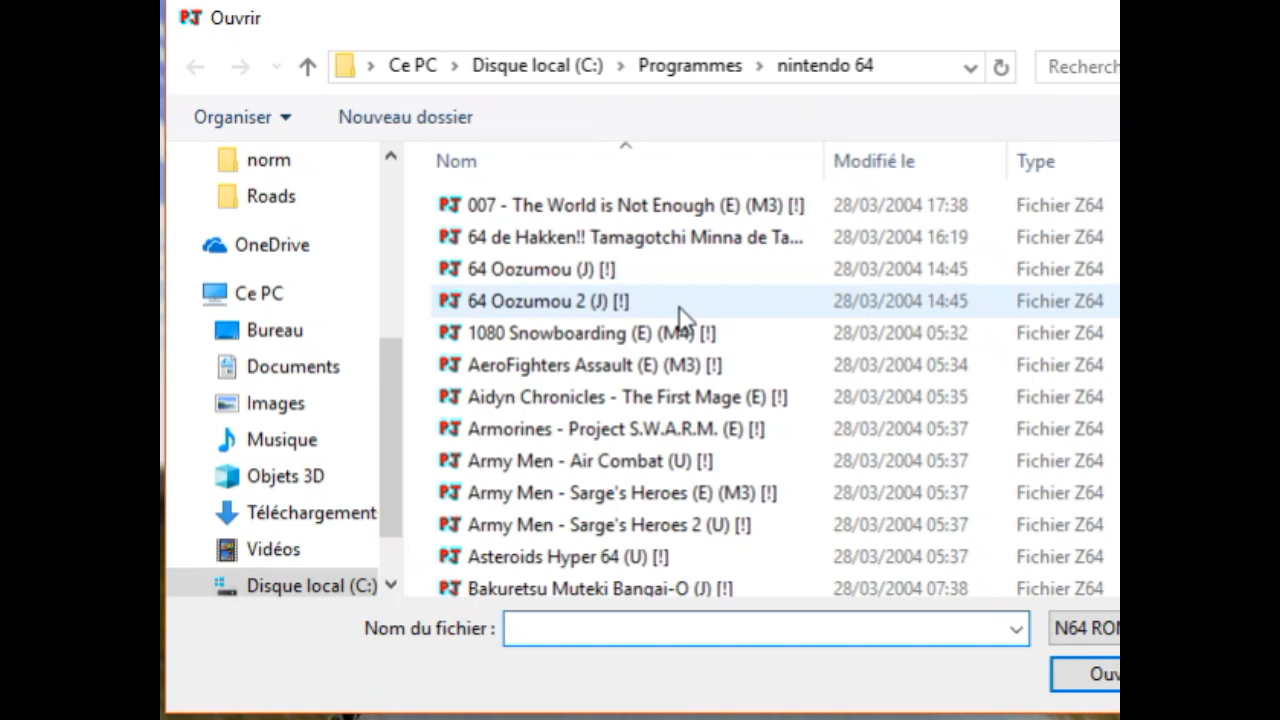 Ouvrir
Ce PC > Disque local (C:) > Programmes > nintendo 64
Recherch
Organiser
Nouveau dossier
norm
Roads
OneDrive
Ce PC
Bureau
Documents
Images
Musique
Objets 3D
Téléchargement
Vidéos
Disque local (C:)
Nom Modifié le Type
007 - The World is Not Enough (E) (M3) [!] 28/03/2004 17:38 Fichier Z64
64 de Hakken!! Tamagotchi Minna de Ta... 28/03/2004 16:19 Fichier Z64
64 Oozumou (J) [!] 28/03/2004 14:45 Fichier Z64
64 Oozumou 2 (J) [!] 28/03/2004 14:45 Fichier Z64
1080 Snowboarding (E) (M4) [!] 28/03/2004 05:32 Fichier Z64
AeroFighters Assault (E) (M3) [!] 28/03/2004 05:34 Fichier Z64
Aidyn Chronicles - The First Mage (E) [!] 28/03/2004 05:35 Fichier Z64
Armorines - Project S.W.A.R.M. (E) [!] 28/03/2004 05:37 Fichier Z64
Army Men - Air Combat (U) [!] 28/03/2004 05:37 Fichier Z64
Army Men - Sarge's Heroes (E) (M3) [!] 28/03/2004 05:37 Fichier Z64
Army Men - Sarge's Heroes 2 (U) [!] 28/03/2004 05:37 Fichier Z64
Asteroids Hyper 64 (U) [!] 28/03/2004 05:37 Fichier Z64
Bakuretsu Muteki Bangai-O (J) [!] 28/03/2004 07:38 Fichier Z64
Nom du fichier :
N64 ROM
Ouv